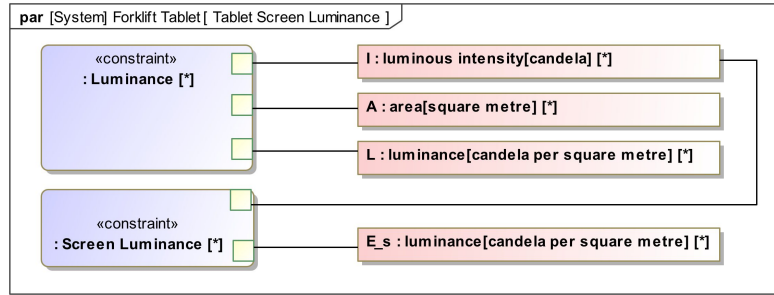 par [System] Forklift Tablet [ Tablet Screen Luminance ]
«constraint»
: Luminance [*]
I : luminous intensity[candela] [*]
A : area[square metre] [*]
L : luminance[candela per square metre] [*]
«constraint»
: Screen Luminance [*]
E_s : luminance[candela per square metre] [*]